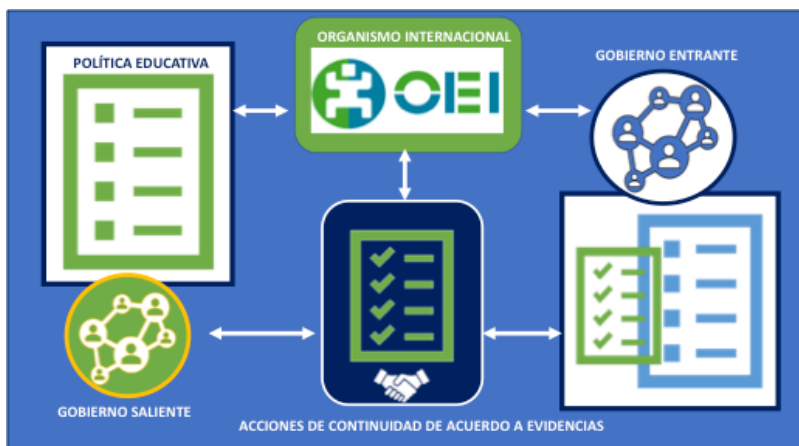 ORGANISMO INTERNACIONAL
POLÍTICA EDUCATIVA
OEI
GOBIERNO ENTRANTE
GOBIERNO SALIENTE
ACCIONES DE CONTINUIDAD DE ACUERDO A EVIDENCIAS